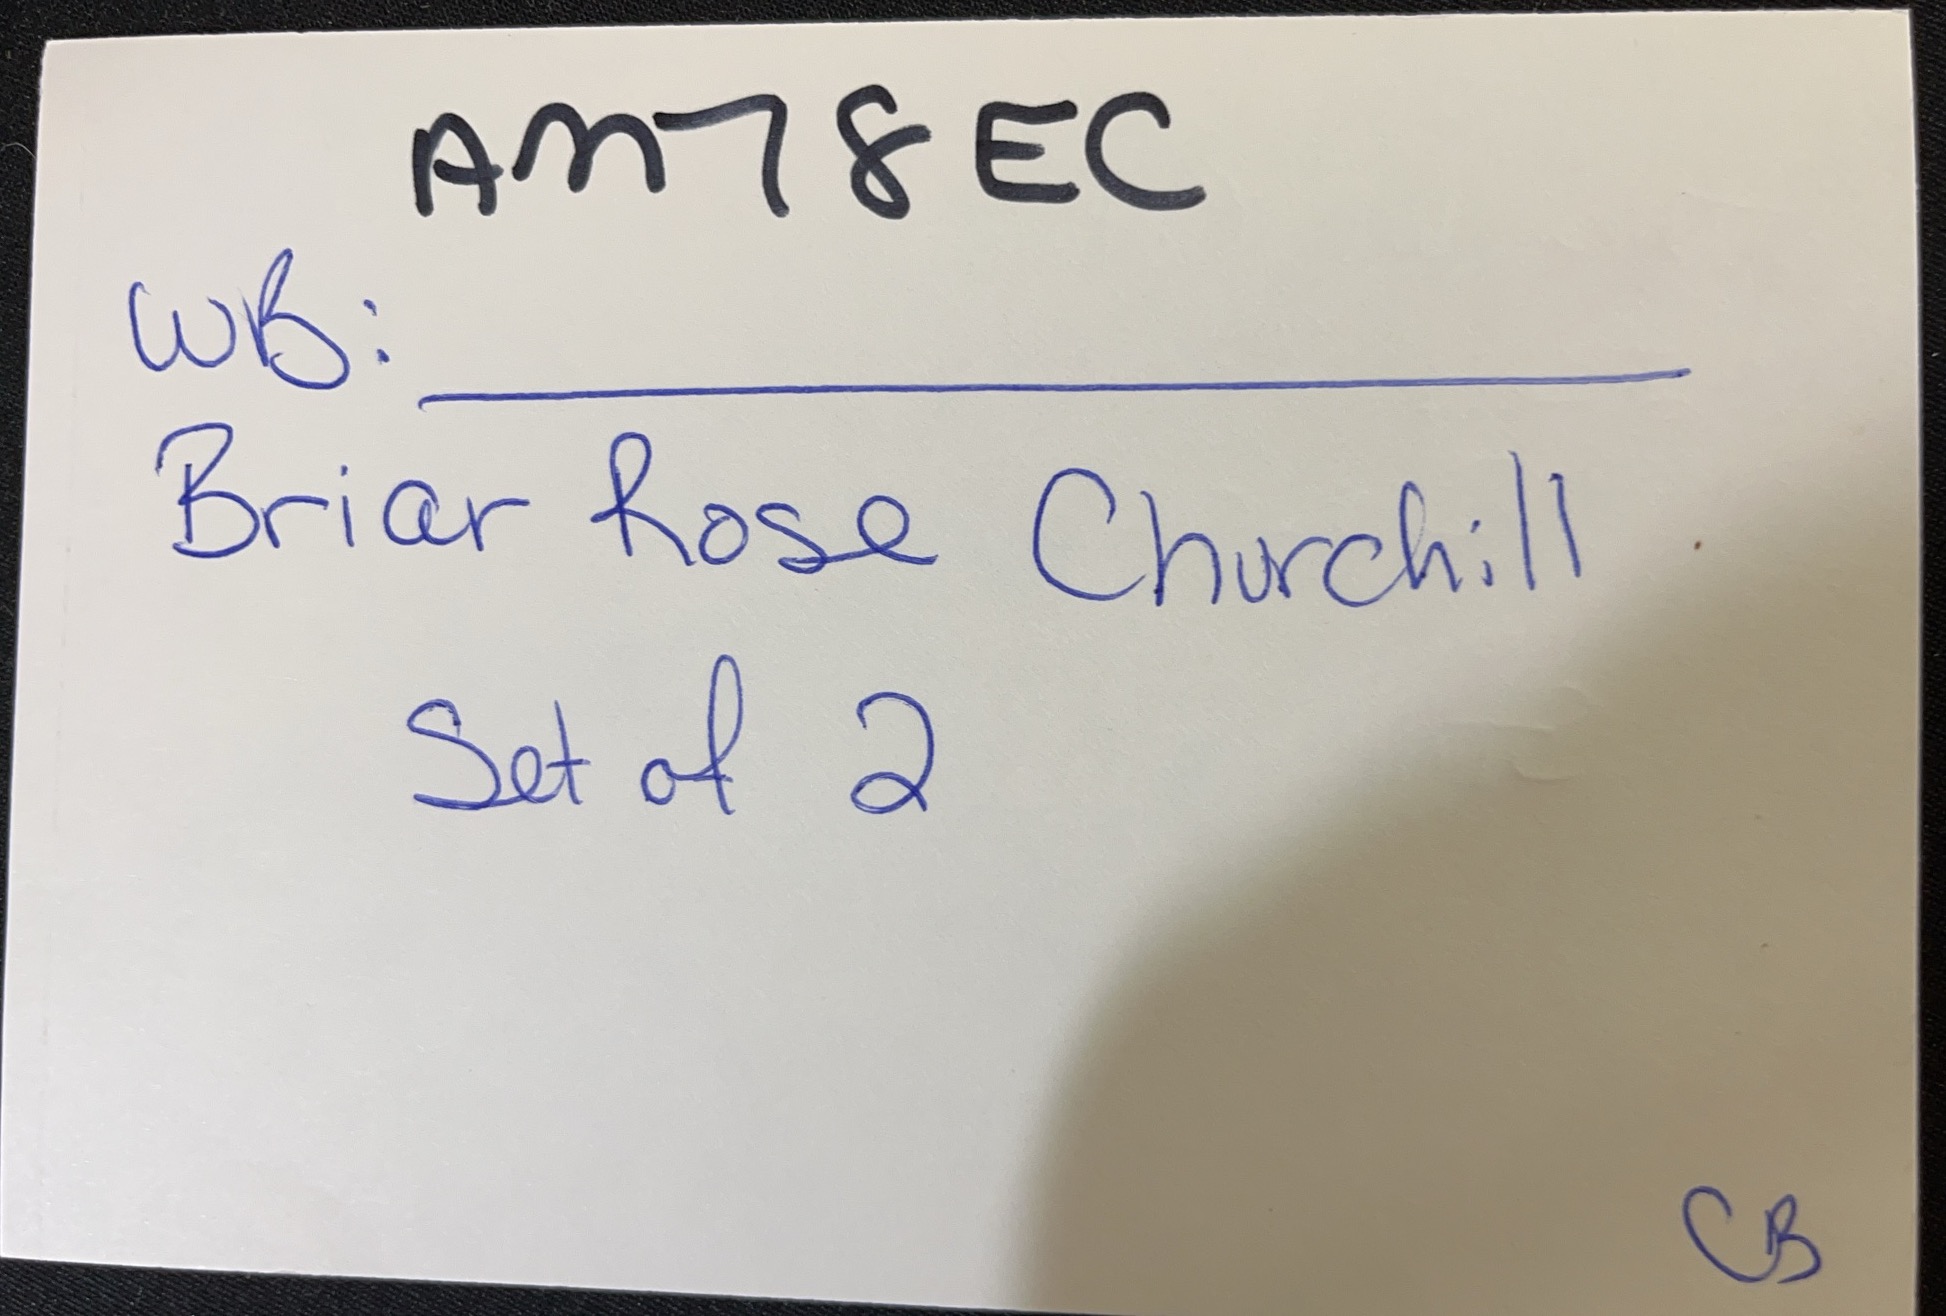 AM78EC
WB:
Briar Rose Churchill
Set of 2
CB